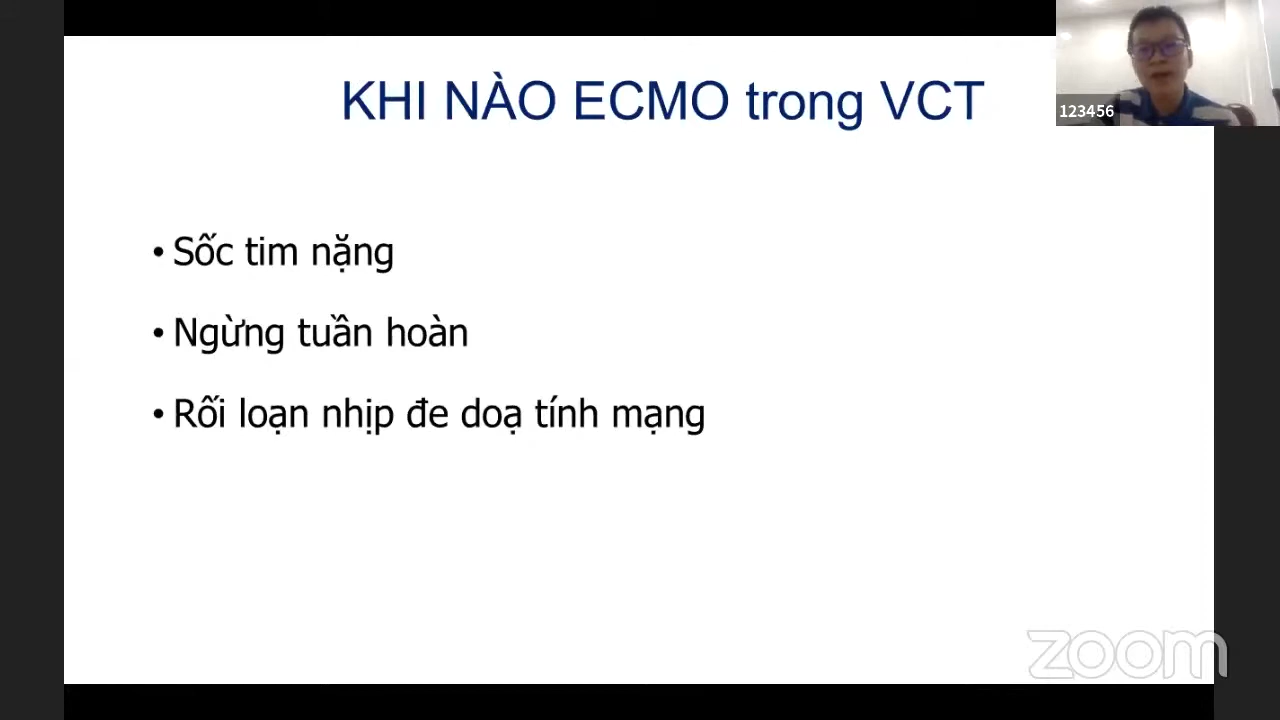 KHI NÀO ECMO trong VCT
123456
• Sốc tim nặng
• Ngừng tuần hoàn
• Rối loạn nhịp đe doạ tính mạng
zoom